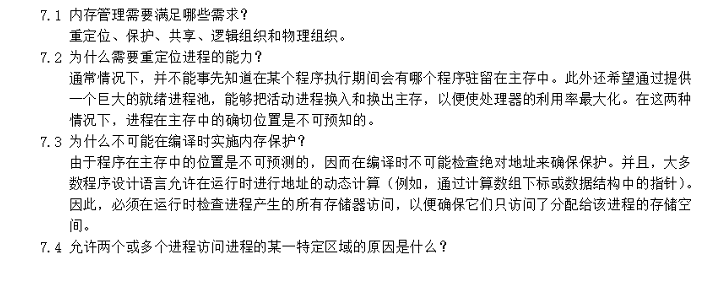 7.1 内存管理需要满足哪些需求？
重定位、保护、共享、逻辑组织和物理组织。
7.2 为什么需要重定位进程的能力？
通常情况下，并不能事先知道在某个程序执行期间会有哪个程序驻留在主存中。此外还希望通过提供
一个巨大的就绪进程池，能够把活动进程换入和换出主存，以便使处理器的利用率最大化。在这两种
情况下，进程在主存中的确切位置是不可预知的。
7.3 为什么不可能在编译时实施内存保护？
由于程序在主存中的位置是不可预测的，因而在编译时不可能检查绝对地址来确保保护。并且，大多
数程序设计语言允许在运行时进行地址的动态计算（例如，通过计算数组下标或数据结构中的指针）。
因此，必须在运行时检查进程产生的所有存储器访问，以便确保它们只访问了分配给该进程的存储空
间。
7.4 允许两个或多个进程访问进程的某一特定区域的原因是什么？